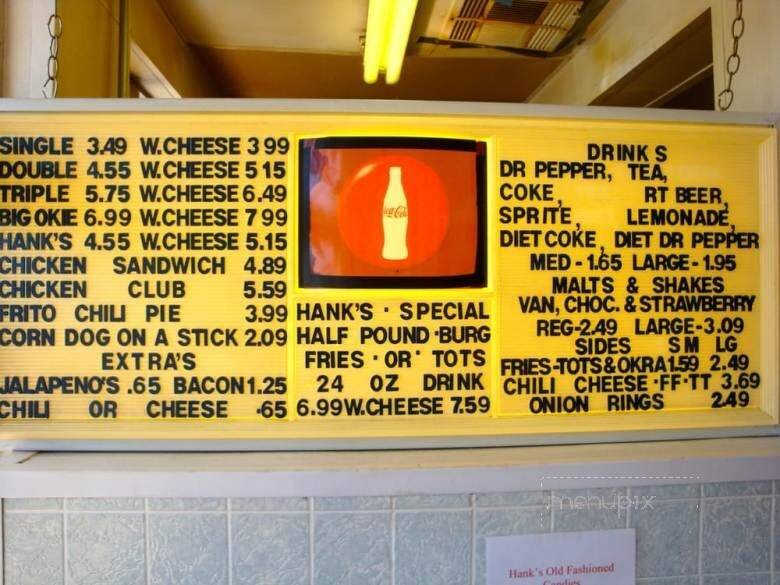 SINGLE 3.49 W.CHEESE 3 99
DOUBLE 4.55 W.CHEESE 5 15
TRIPLE 5.75 W.CHEESE 6.49
BIG OKIE 6.99 W.CHEESE 7 99
HANK'S 4.55 W.CHEESE 5.15
CHICKEN SANDWICH 4.89
CHICKEN CLUB 5.59
FRITO CHILI PIE 3.99
CORN DOG ON A STICK 2.09
EXTRA'S
JALAPENO'S .65 BACON 1.25
CHILI OR CHEESE .65
Coca-Cola
HANK'S · SPECIAL
HALF POUND · BURG
FRIES · OR · TOTS
24 OZ DRINK
6.99 W.CHEESE 7.59
DRINK S
DR PEPPER, TEA,
COKE, RT BEER,
SPRITE, LEMONADE,
DIET COKE, DIET DR PEPPER
MED - 1.65 LARGE - 1.95
MALTS & SHAKES
VAN, CHOC. & STRAWBERRY
REG-2.49 LARGE-3.09
SIDES SM LG
FRIES-TOTS & OKRA 1.59 2.49
CHILI CHEESE · FF · TT 3.69
ONION RINGS 2.49
menupix
Hank's Old Fashioned
Candies